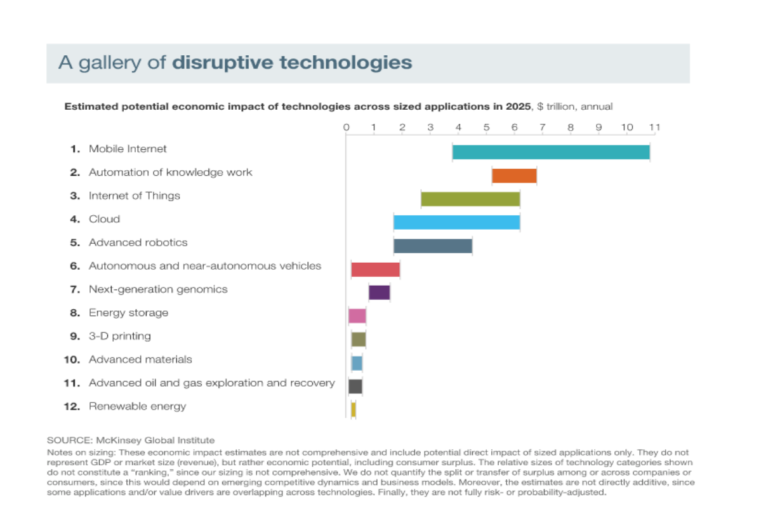 A gallery of disruptive technologies
Estimated potential economic impact of technologies across sized applications in 2025, $ trillion, annual
0 1 2 3 4 5 6 7 8 9 10 11
1. Mobile Internet
2. Automation of knowledge work
3. Internet of Things
4. Cloud
5. Advanced robotics
6. Autonomous and near-autonomous vehicles
7. Next-generation genomics
8. Energy storage
9. 3-D printing
10. Advanced materials
11. Advanced oil and gas exploration and recovery
12. Renewable energy
SOURCE: McKinsey Global Institute
Notes on sizing: These economic impact estimates are not comprehensive and include potential direct impact of sized applications only. They do not
represent GDP or market size (revenue), but rather economic potential, including consumer surplus. The relative sizes of technology categories shown
do not constitute a “ranking,” since our sizing is not comprehensive. We do not quantify the split or transfer of surplus among or across companies or
consumers, since this would depend on emerging competitive dynamics and business models. Moreover, the estimates are not directly additive, since
some applications and/or value drivers are overlapping across technologies. Finally, they are not fully risk- or probability-adjusted.